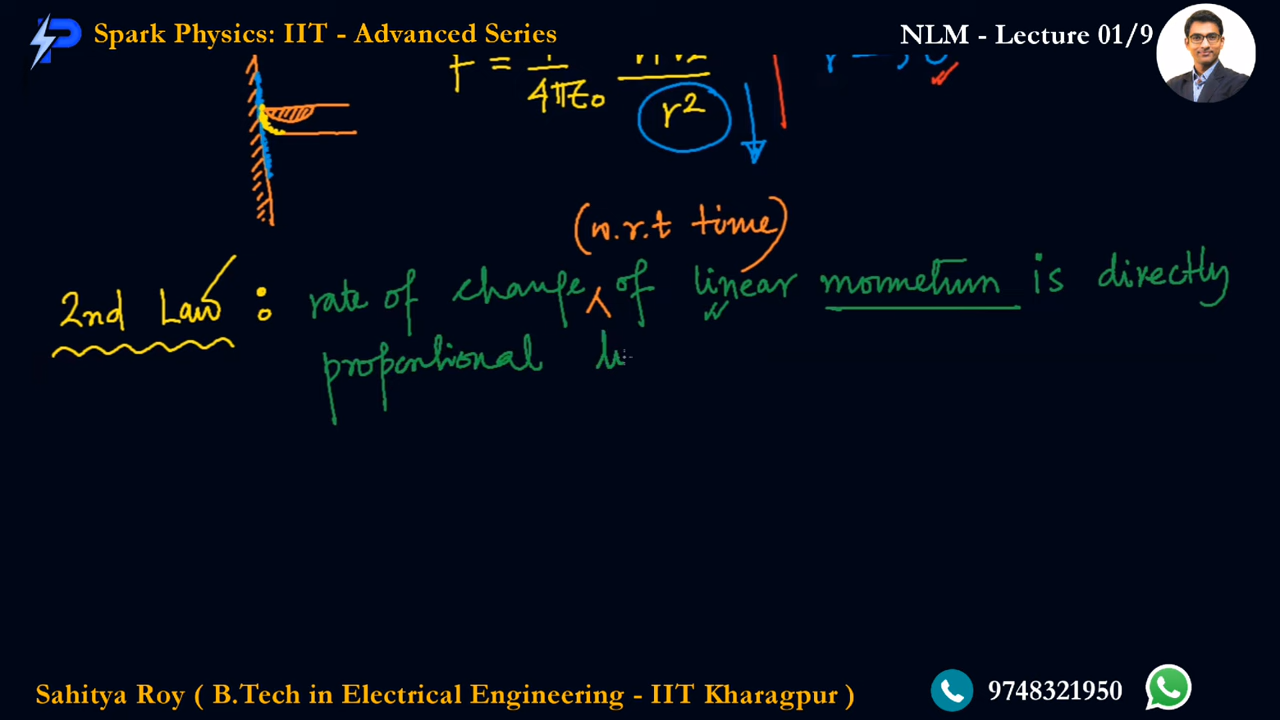 Spark Physics: IIT - Advanced Series
NLM - Lecture 01/9
4πε₀
r²
(w.r.t time)
2nd Law : rate of change ⅄ of linear mometum is directly
proportional
Sahitya Roy ( B.Tech in Electrical Engineering - IIT Kharagpur )
9748321950